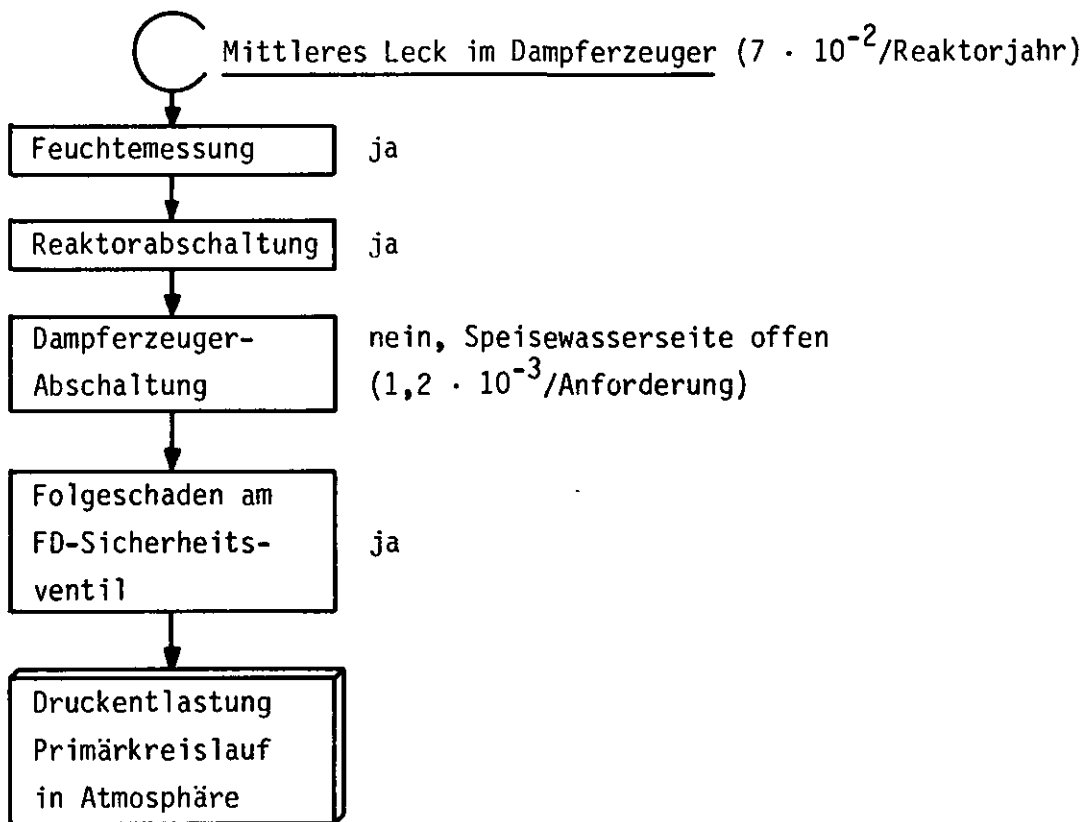 Mittleres Leck im Dampferzeuger (7 · 10⁻²/Reaktorjahr)
Feuchtemessung
ja
Reaktorabschaltung
ja
Dampferzeuger-
Abschaltung
nein, Speisewasserseite offen
(1,2 · 10⁻³/Anforderung)
Folgeschaden am
FD-Sicherheits-
ventil
ja
Druckentlastung
Primärkreislauf
in Atmosphäre